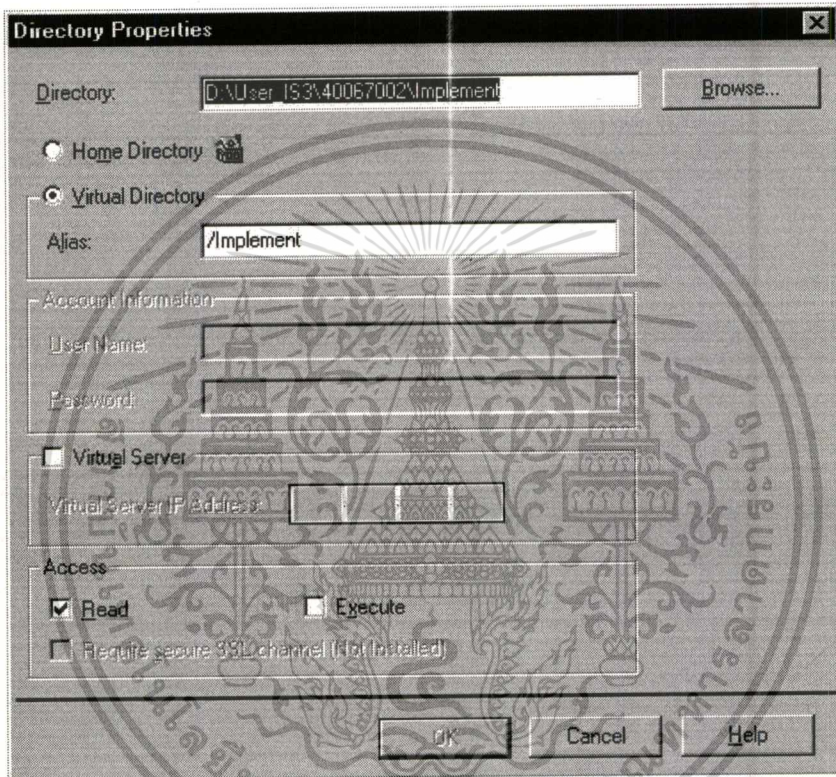 Directory Properties
Directory: D:\User_IS3\40067002\Implement Browse...
Home Directory
Virtual Directory
Alias: /Implement
Account Information
User Name:
Password:
Virtual Server
Virtual Server IP Address:
Access
Read Execute
Require secure SSL channel (Not Installed)
OK Cancel Help